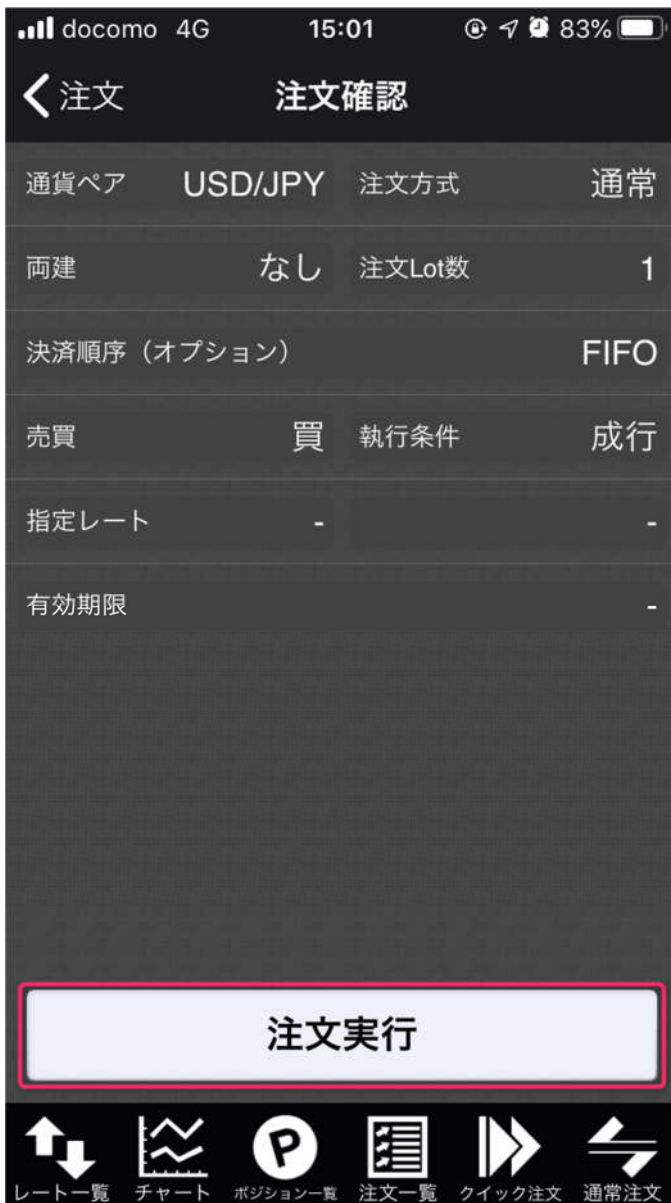 docomo 4G 15:01 83%
注文 注文確認
通貨ペア USD/JPY 注文方式 通常
両建 なし 注文Lot数 1
決済順序（オプション） FIFO
売買 買 執行条件 成行
指定レート - -
有効期限 -
注文実行
P
レート一覧 チャート ポジション一覧 注文一覧 クイック注文 通常注文